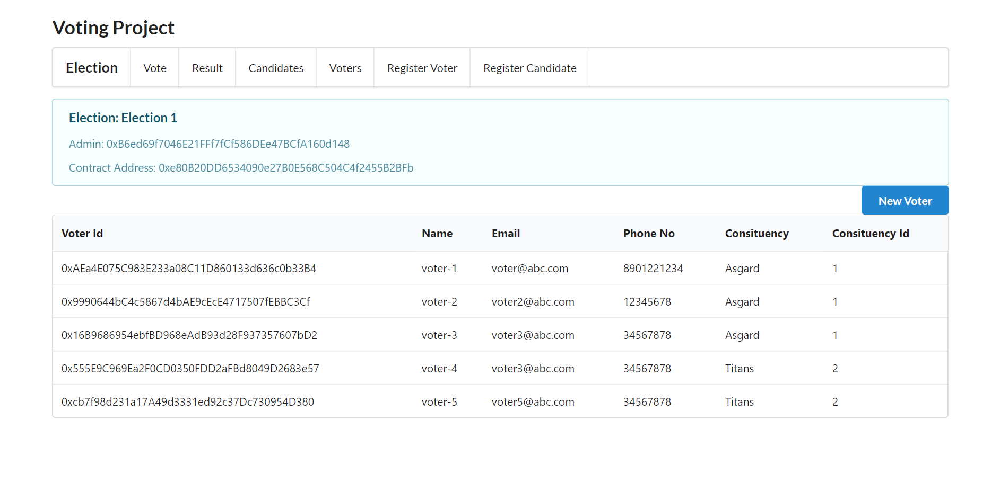 Voting Project
Election Vote Result Candidates Voters Register Voter Register Candidate
Election: Election 1
Admin: 0xB6ed69f7046E21FFf7fCf586DEe47BCfA160d148
Contract Address: 0xe80B20DD6534090e27B0E568C504C4f2455B2BFb
New Voter
Voter Id Name Email Phone No Consituency Consituency Id
0xAEa4E075C983E233a08C11D860133d636c0b33B4 voter-1 voter@abc.com 8901221234 Asgard 1
0x9990644bC4c5867d4bAE9cEcE4717507fEBBC3Cf voter-2 voter2@abc.com 12345678 Asgard 1
0x16B9686954ebfBD968eAdB93d28F937357607bD2 voter-3 voter3@abc.com 34567878 Asgard 1
0x555E9C969Ea2F0CD0350FDD2aFBd8049D2683e57 voter-4 voter3@abc.com 34567878 Titans 2
0xcb7f98d231a17A49d3331ed92c37Dc730954D380 voter-5 voter5@abc.com 34567878 Titans 2